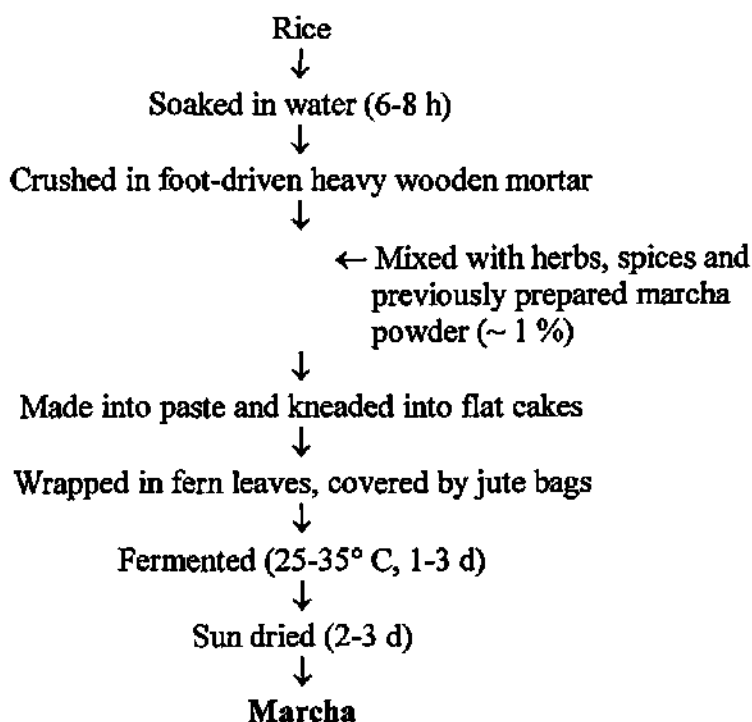 Rice
↓
Soaked in water (6-8 h)
↓
Crushed in foot-driven heavy wooden mortar
↓
← Mixed with herbs, spices and
previously prepared marcha
powder (~ 1 %)
↓
Made into paste and kneaded into flat cakes
↓
Wrapped in fern leaves, covered by jute bags
↓
Fermented (25-35° C, 1-3 d)
↓
Sun dried (2-3 d)
↓
Marcha